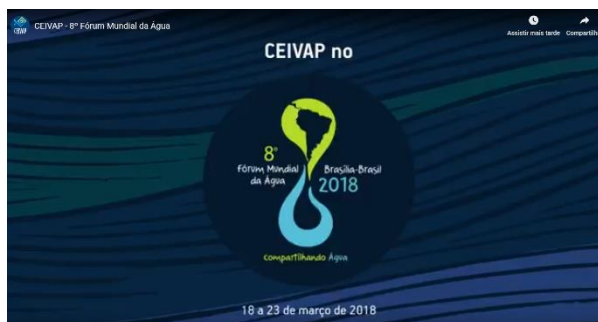 CEIVAP - 8º Fórum Mundial da Água
Assistir mais tarde
Compartilh
CEIVAP no
8º
Fórum Mundial
da Água
Brasília-Brasil
2018
Compartilhando Água
18 a 23 de março de 2018